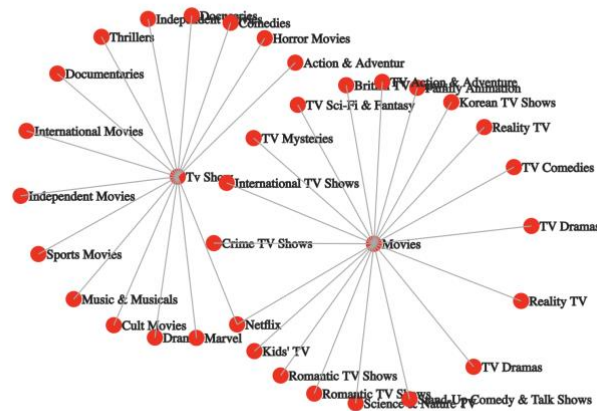 Docuseries
Independent Movies
Comedies
Thrillers
Horror Movies
Action & Adventur
Documentaries
TV Action & Adventure
Family Animation
TV Sci-Fi & Fantasy
Korean TV Shows
International Movies
Reality TV
TV Mysteries
TV Comedies
Tv Show
International TV Shows
Independent Movies
TV Dramas
Crime TV Shows
Movies
Sports Movies
Music & Musicals
Reality TV
Cult Movies
Netflix
Marvel
Kids' TV
TV Dramas
Romantic TV Shows
Romantic TV Shows
Science & Nature TV
Stand-Up Comedy & Talk Shows